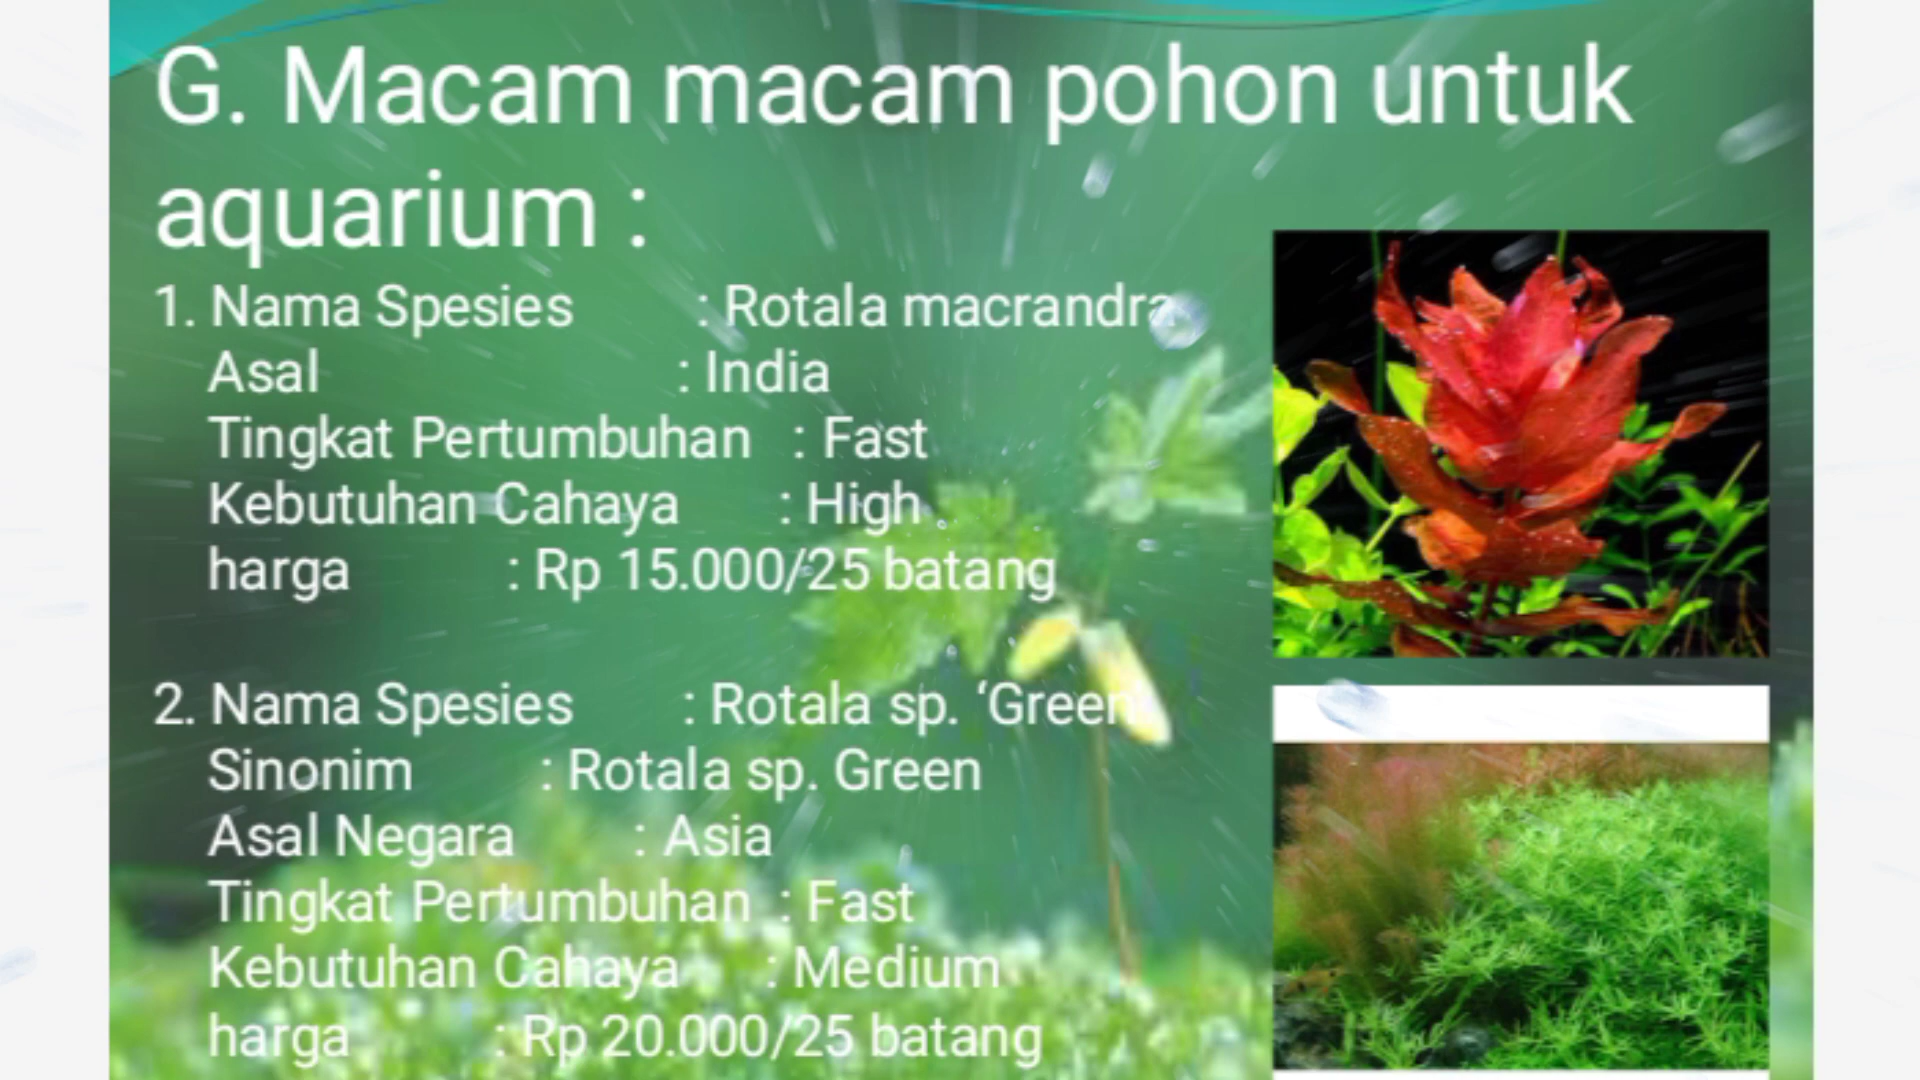 G. Macam macam pohon untuk
aquarium :
1. Nama Spesies : Rotala macrandra
Asal : India
Tingkat Pertumbuhan : Fast
Kebutuhan Cahaya : High
harga : Rp 15.000/25 batang
2. Nama Spesies : Rotala sp. ‘Green
Sinonim : Rotala sp. Green
Asal Negara : Asia
Tingkat Pertumbuhan : Fast
Kebutuhan Cahaya : Medium
harga : Rp 20.000/25 batang